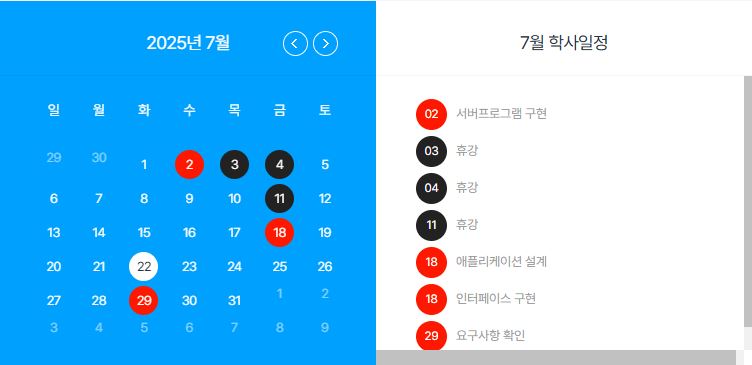 2025년 7월
일 월 화 수 목 금 토
29 30 1 2 3 4 5
6 7 8 9 10 11 12
13 14 15 16 17 18 19
20 21 22 23 24 25 26
27 28 29 30 31 1 2
3 4 5 6 7 8 9
7월 학사일정
02 서버프로그램 구현
03 휴강
04 휴강
11 휴강
18 애플리케이션 설계
18 인터페이스 구현
29 요구사항 확인